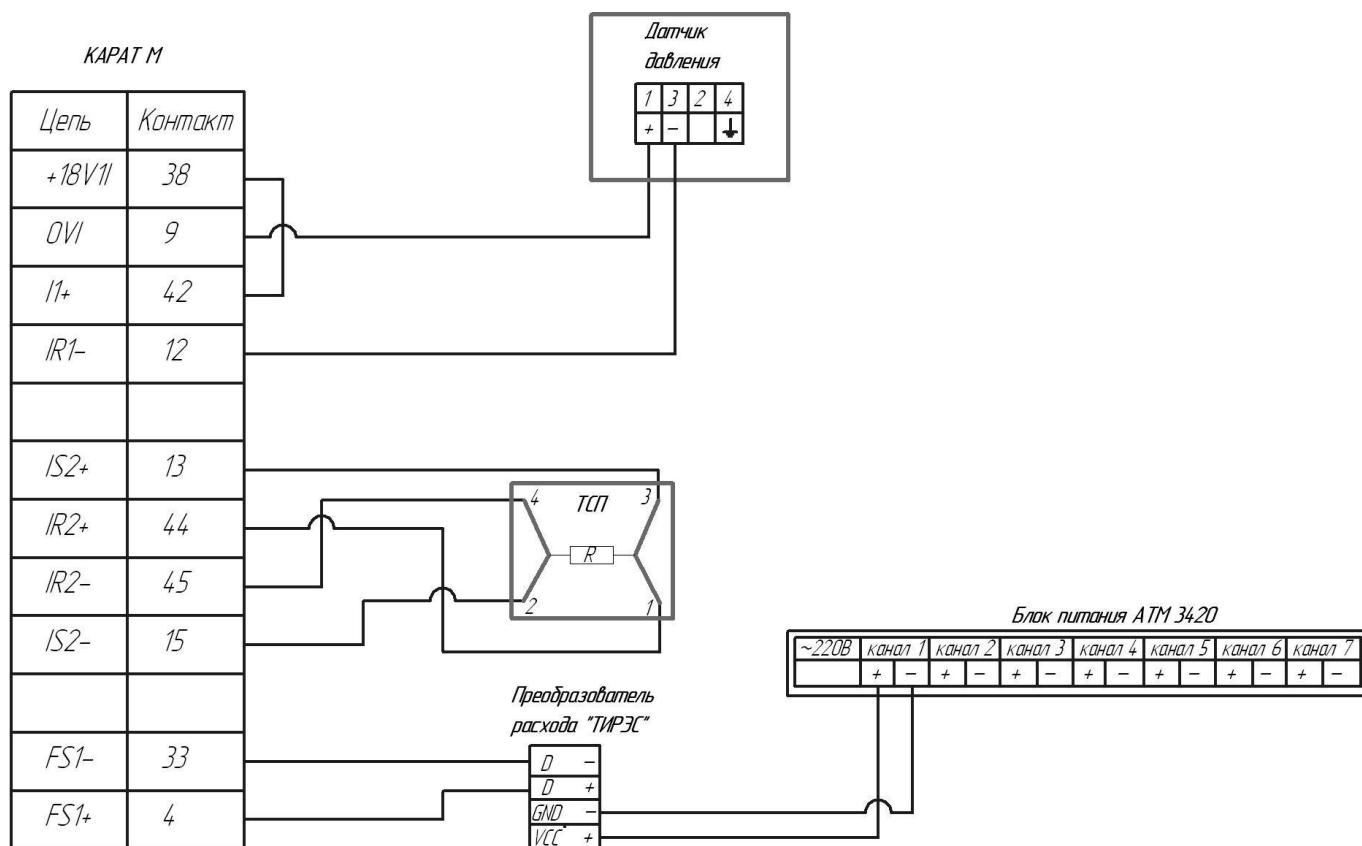 КАРАТ М
Цепь Контакт
+18V1I 38
0VI 9
I1+ 42
IR1- 12
IS2+ 13
IR2+ 44
IR2- 45
IS2- 15
FS1- 33
FS1+ 4
Датчик
давления
1 3 2 4
+ -
4 ТСП 3
R
2 1
Преобразователь
расхода "ТИРЭС"
D -
D +
GND -
VCC +
Блок питания АТМ 3420
~220В канал 1 канал 2 канал 3 канал 4 канал 5 канал 6 канал 7
+ - + - + - + - + - + - + -